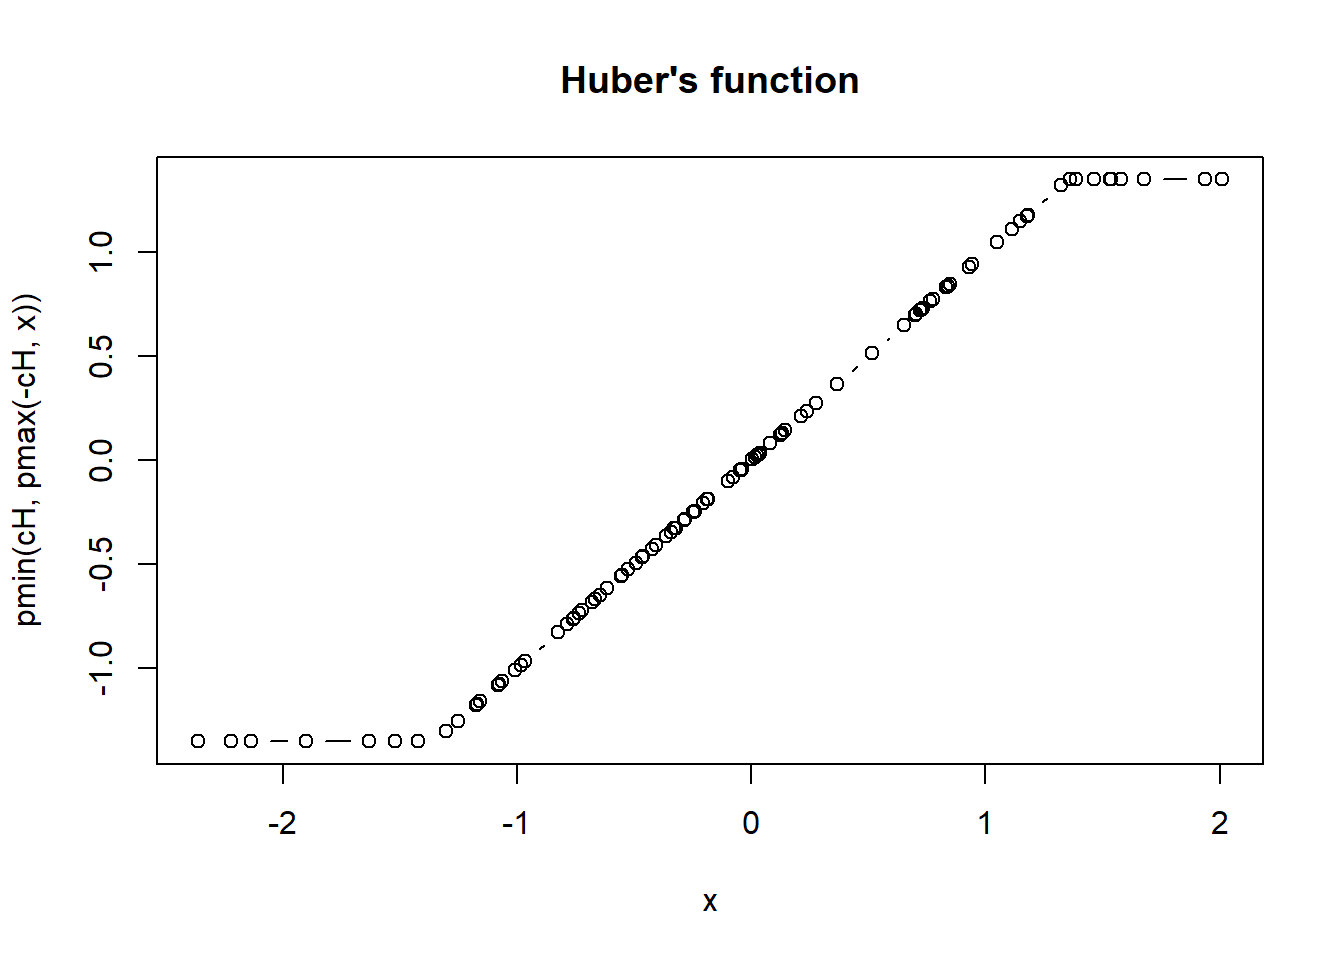 Huber's function
pmin(cH, pmax(-cH, x))
1.0
0.5
0.0
-0.5
-1.0
-2 -1 0 1 2
x